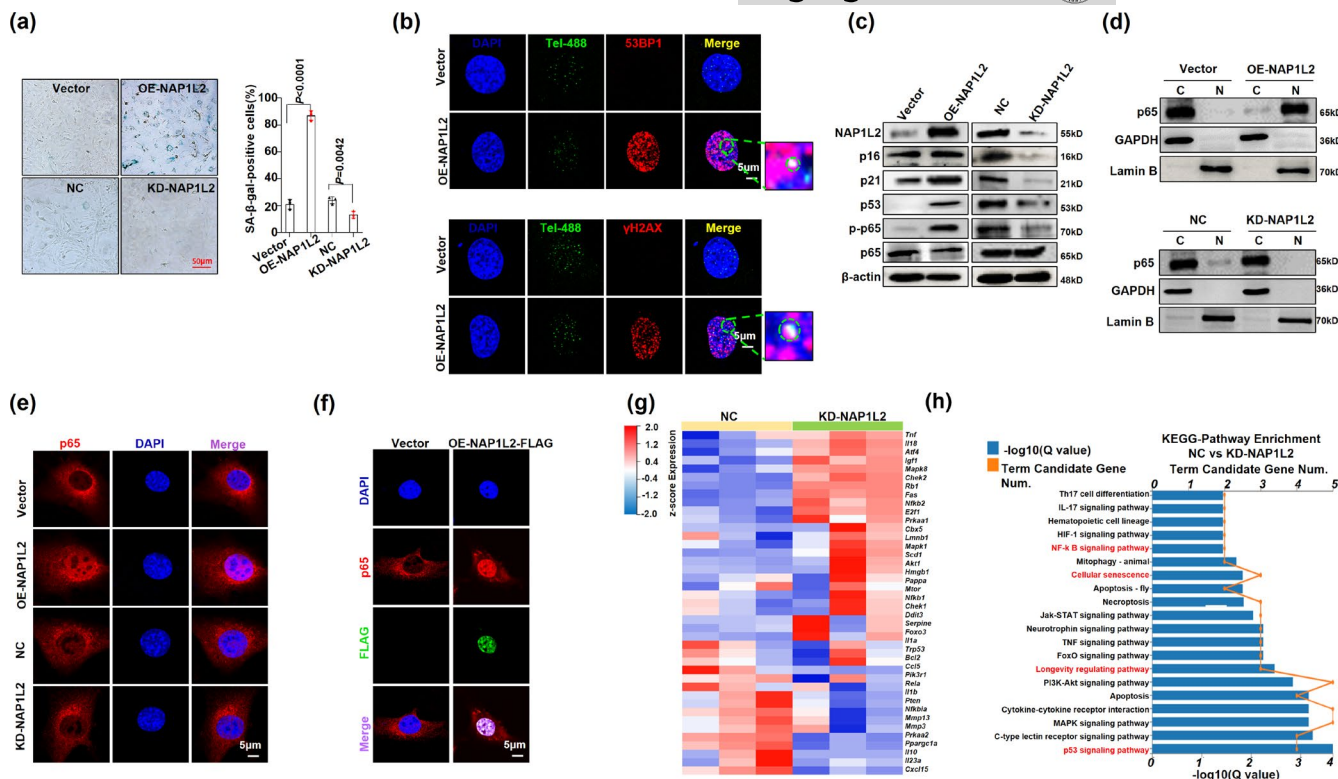 (a)
Vector
OE-NAP1L2
NC
KD-NAP1L2
50μm
SA-β-gal-positive cells(%)
100
80
60
40
20
0
P<0.0001
P=0.0042
Vector
OE-NAP1L2
NC
KD-NAP1L2
(b)
DAPI Tel-488 53BP1 Merge
Vector
OE-NAP1L2
5μm
DAPI Tel-488 γH2AX Merge
Vector
OE-NAP1L2
5μm
(c)
Vector OE-NAP1L2 NC KD-NAP1L2
NAP1L2 55kD
p16 16kD
p21 21kD
p53 53kD
p-p65 70kD
p65 65kD
β-actin 48kD
(d)
Vector OE-NAP1L2
C N C N
p65 65kD
GAPDH 36kD
Lamin B 70kD
NC KD-NAP1L2
C N C N
p65 65kD
GAPDH 36kD
Lamin B 70kD
(e)
p65 DAPI Merge
Vector
OE-NAP1L2
NC
KD-NAP1L2
5μm
(f)
Vector OE-NAP1L2-FLAG
DAPI
p65
FLAG
Merge
5μm
(g)
NC KD-NAP1L2
z-score Expression
2.0
1.0
0
-1.0
-2.0
Tnf
Il18
Atf4
Igf1
Mapk8
Chek2
Rb1
Fas
Nfkb2
E2f1
Prkaa1
Cbx5
Lmnb1
Mapk1
Scd1
Akt1
Hmgb1
Pappa
Mtor
Nfkb1
Chek1
Ddit3
Serpine
Foxo3
Il1a
Trp53
Bcl2
Ccl5
Pik3r1
Rela
Il1b
Pten
Nfkbia
Mmp13
Mmp3
Prkaa2
Ppargc1a
Il10
Il23a
Cxcl15
(h)
-log10(Q value)
Term Candidate Gene
Num.
KEGG-Pathway Enrichment
NC vs KD-NAP1L2
Term Candidate Gene Num.
0 1 2 3 4 5
Th17 cell differentiation
IL-17 signaling pathway
Hematopoietic cell lineage
HIF-1 signaling pathway
NF-k B signaling pathway
Mitophagy - animal
Cellular senescence
Apoptosis - fly
Necroptosis
Jak-STAT signaling pathway
Neurotrophin signaling pathway
TNF signaling pathway
FoxO signaling pathway
Longevity regulating pathway
PI3K-Akt signaling pathway
Apoptosis
Cytokine-cytokine receptor interaction
MAPK signaling pathway
C-type lectin receptor signaling pathway
p53 signaling pathway
0 1 2 3 4
-log10(Q value)